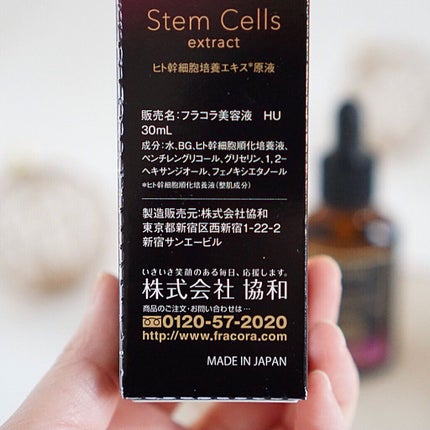 Stem Cells
extract
ヒト幹細胞培養エキス*原液
販売名:フラコラ美容液 HU
30mL
成分:水、BG、ヒト幹細胞順化培養液、
ペンチレングリコール、グリセリン、1,2-
ヘキサンジオール、フェノキシエタノール
*ヒト幹細胞順化培養液(整肌成分)
製造販売元:株式会社協和
東京都新宿区西新宿1-22-2
新宿サンエービル
いきいき笑顔のある毎日、応援します。
株式会社 協和
商品のご注文・お問い合わせは…
0120-57-2020
http://www.fracora.com
MADE IN JAPAN